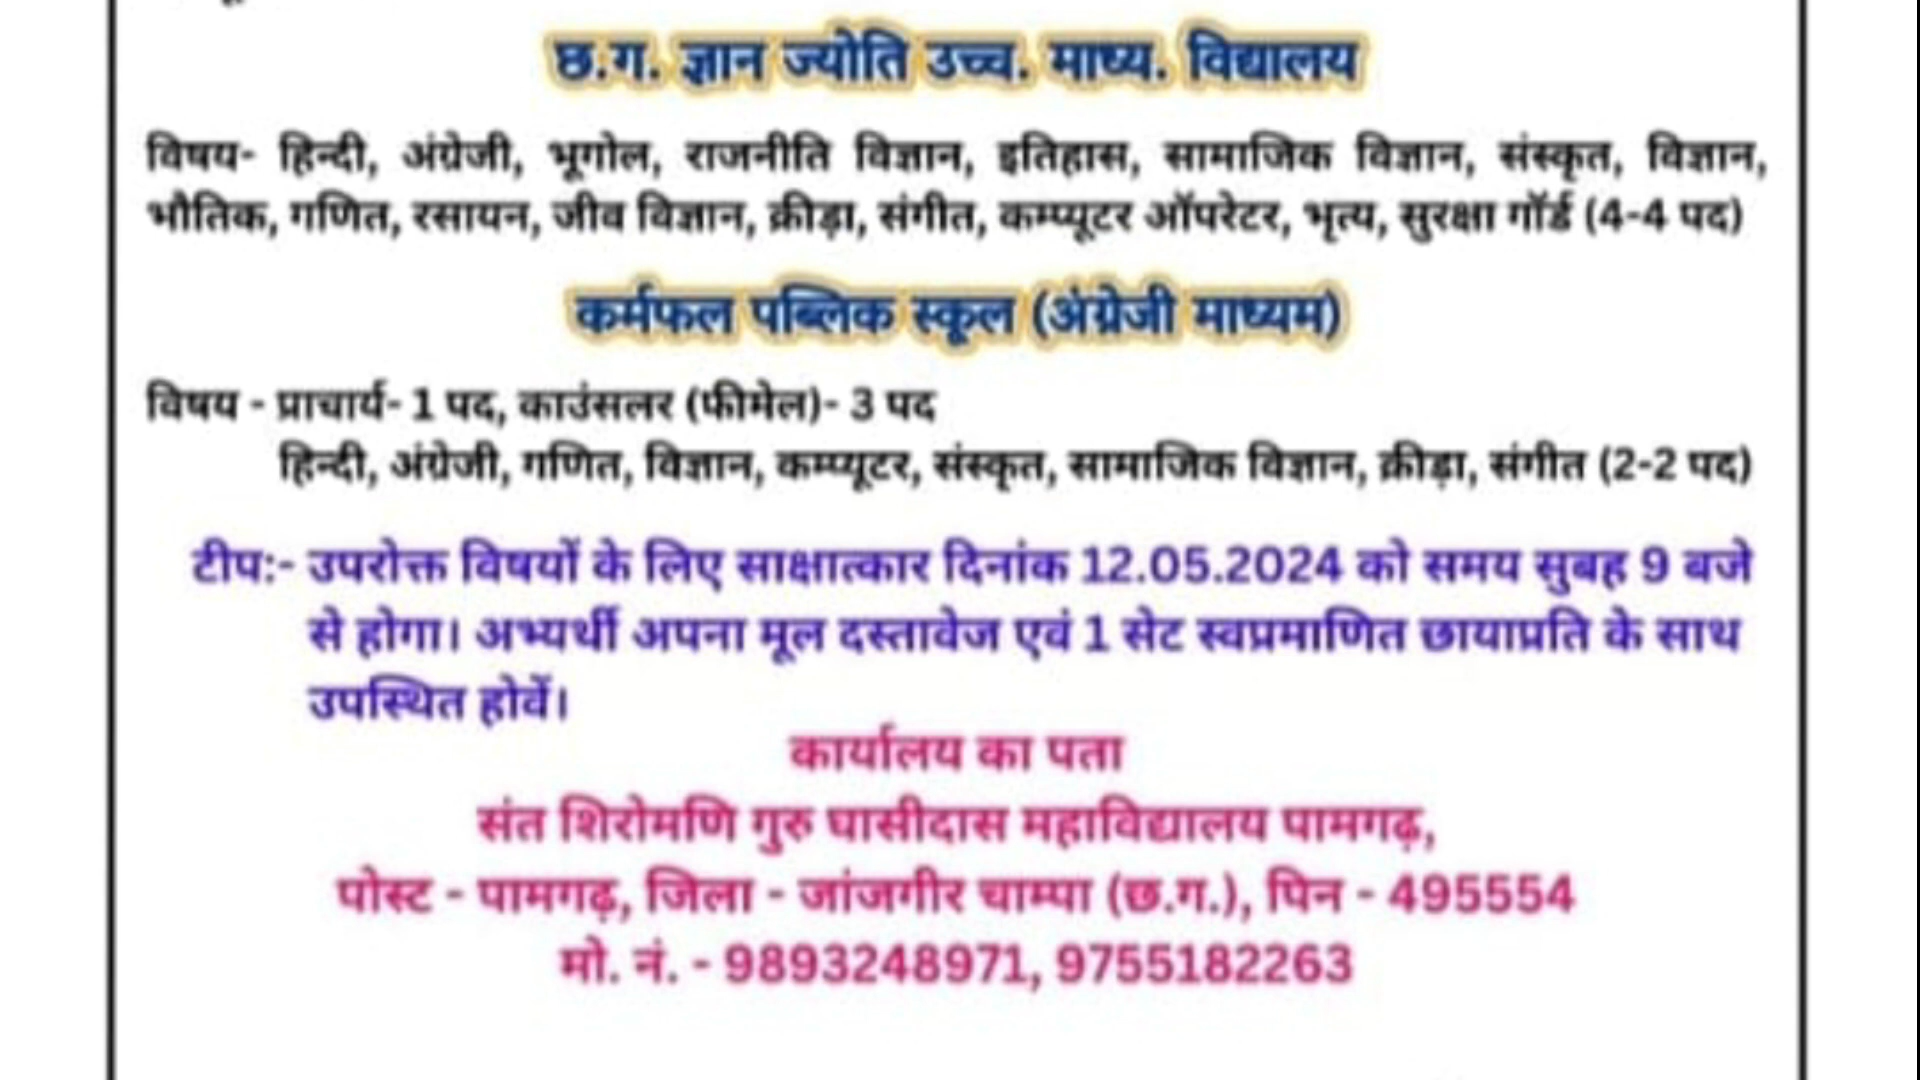 छ.ग. ज्ञान ज्योति उच्च. माध्य. विद्यालय
विषय- हिन्दी, अंग्रेजी, भूगोल, राजनीति विज्ञान, इतिहास, सामाजिक विज्ञान, संस्कृत, विज्ञान,
भौतिक, गणित, रसायन, जीव विज्ञान, क्रीड़ा, संगीत, कम्प्यूटर ऑपरेटर, भृत्य, सुरक्षा गॉर्ड (4-4 पद)
कर्मफल पब्लिक स्कूल (अंग्रेजी माध्यम)
विषय - प्राचार्य- 1 पद, काउंसलर (फीमेल)- 3 पद
हिन्दी, अंग्रेजी, गणित, विज्ञान, कम्प्यूटर, संस्कृत, सामाजिक विज्ञान, क्रीड़ा, संगीत (2-2 पद)
टीप:- उपरोक्त विषयों के लिए साक्षात्कार दिनांक 12.05.2024 को समय सुबह 9 बजे
से होगा। अभ्यर्थी अपना मूल दस्तावेज एवं 1 सेट स्वप्रमाणित छायाप्रति के साथ
उपस्थित होवें।
कार्यालय का पता
संत शिरोमणि गुरु घासीदास महाविद्यालय पामगढ़,
पोस्ट - पामगढ़, जिला - जांजगीर चाम्पा (छ.ग.), पिन - 495554
मो. नं. - 9893248971, 9755182263